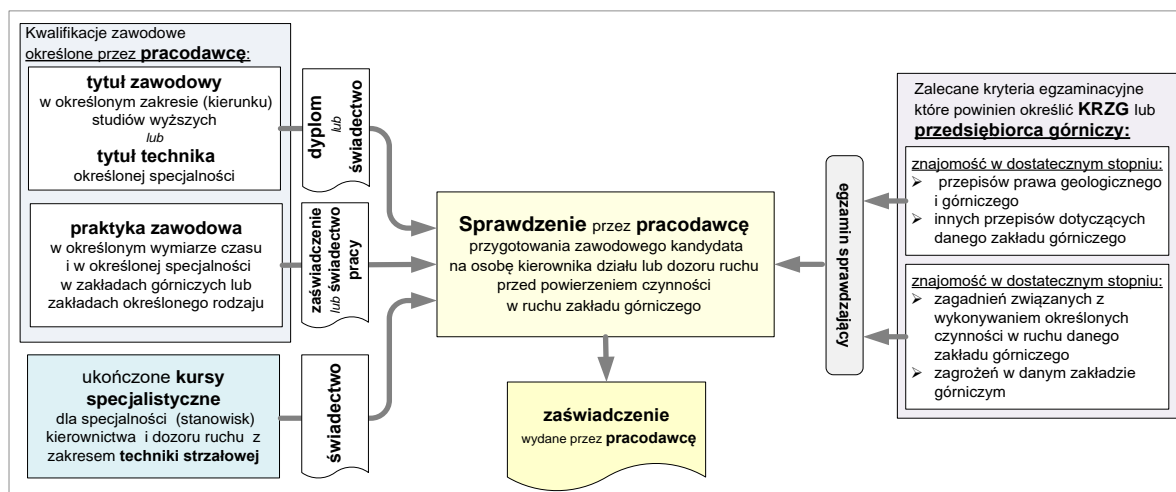 Kwalifikacje zawodowe
określone przez pracodawcę:
tytuł zawodowy
w określonym zakresie (kierunku)
studiów wyższych
lub
tytuł technika
określonej specjalności
praktyka zawodowa
w określonym wymiarze czasu
i w określonej specjalności
w zakładach górniczych lub
zakładach określonego rodzaju
ukończone kursy
specjalistyczne
dla specjalności (stanowisk)
kierownictwa i dozoru ruchu z
zakresem techniki strzałowej
dyplom
lub
świadectwo
zaświadczenie
lub świadectwo
pracy
świadectwo
Sprawdzenie przez pracodawcę
przygotowania zawodowego kandydata
na osobę kierownika działu lub dozoru ruchu
przed powierzeniem czynności
w ruchu zakładu górniczego
zaświadczenie
wydane przez pracodawcę
egzamin sprawdzający
Zalecane kryteria egzaminacyjne
które powinien określić KRZG lub
przedsiębiorca górniczy:
znajomość w dostatecznym stopniu:
➢ przepisów prawa geologicznego
i górniczego
➢ innych przepisów dotyczących
danego zakładu górniczego
znajomość w dostatecznym stopniu:
➢ zagadnień związanych z
wykonywaniem określonych
czynności w ruchu danego
zakładu górniczego
➢ zagrożeń w danym zakładzie
górniczym